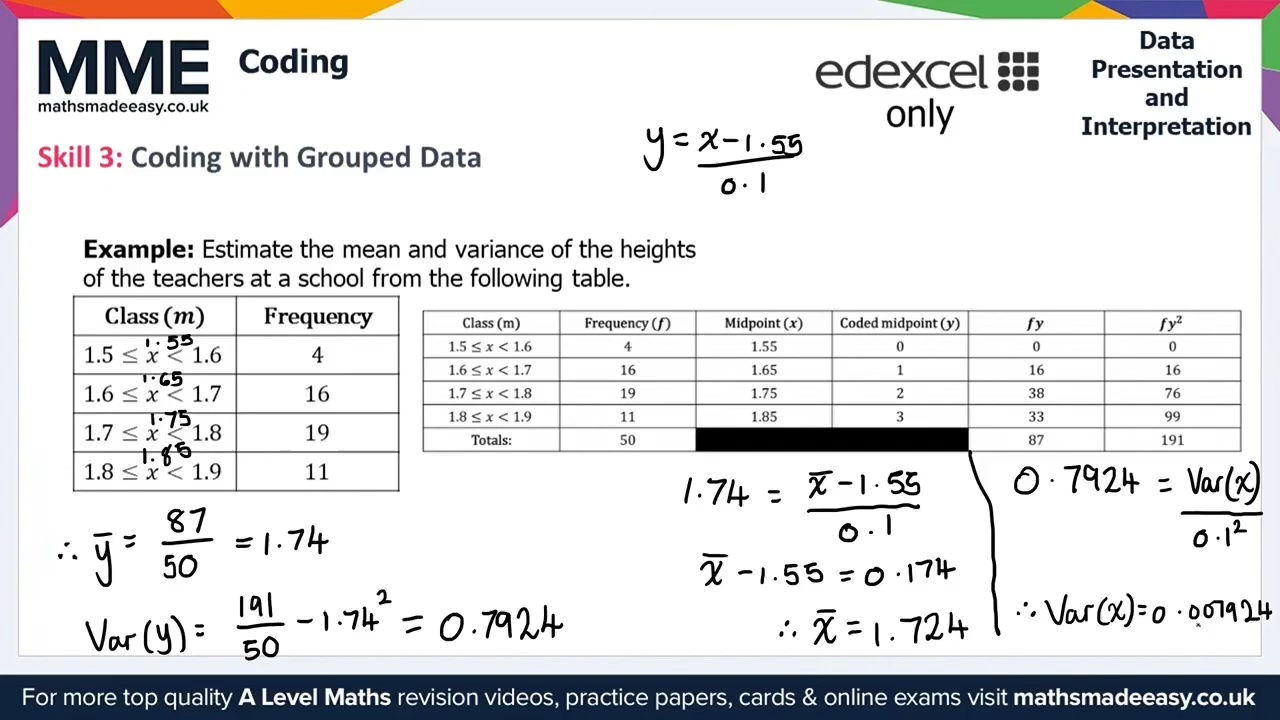 MME
mathsmadeeasy.co.uk
Coding
edexcel
only
Data
Presentation
and
Interpretation
Skill 3: Coding with Grouped Data
y = x - 1.55 / 0.1
Example: Estimate the mean and variance of the heights
of the teachers at a school from the following table.
Class (m) Frequency
1.55
1.5 ≤ x < 1.6 4
1.65
1.6 ≤ x < 1.7 16
1.75
1.7 ≤ x < 1.8 19
1.85
1.8 ≤ x < 1.9 11
Class (m) Frequency (f) Midpoint (x) Coded midpoint (y) fy fy²
1.5 ≤ x < 1.6 4 1.55 0 0 0
1.6 ≤ x < 1.7 16 1.65 1 16 16
1.7 ≤ x < 1.8 19 1.75 2 38 76
1.8 ≤ x < 1.9 11 1.85 3 33 99
Totals: 50 87 191
∴ ȳ = 87 / 50 = 1.74
Var(y) = 191 / 50 - 1.74² = 0.7924
1.74 = x̄ - 1.55 / 0.1
x̄ - 1.55 = 0.174
∴ x̄ = 1.724
0.7924 = Var(x) / 0.1²
∴ Var(x) = 0.007924
For more top quality A Level Maths revision videos, practice papers, cards & online exams visit mathsmadeeasy.co.uk